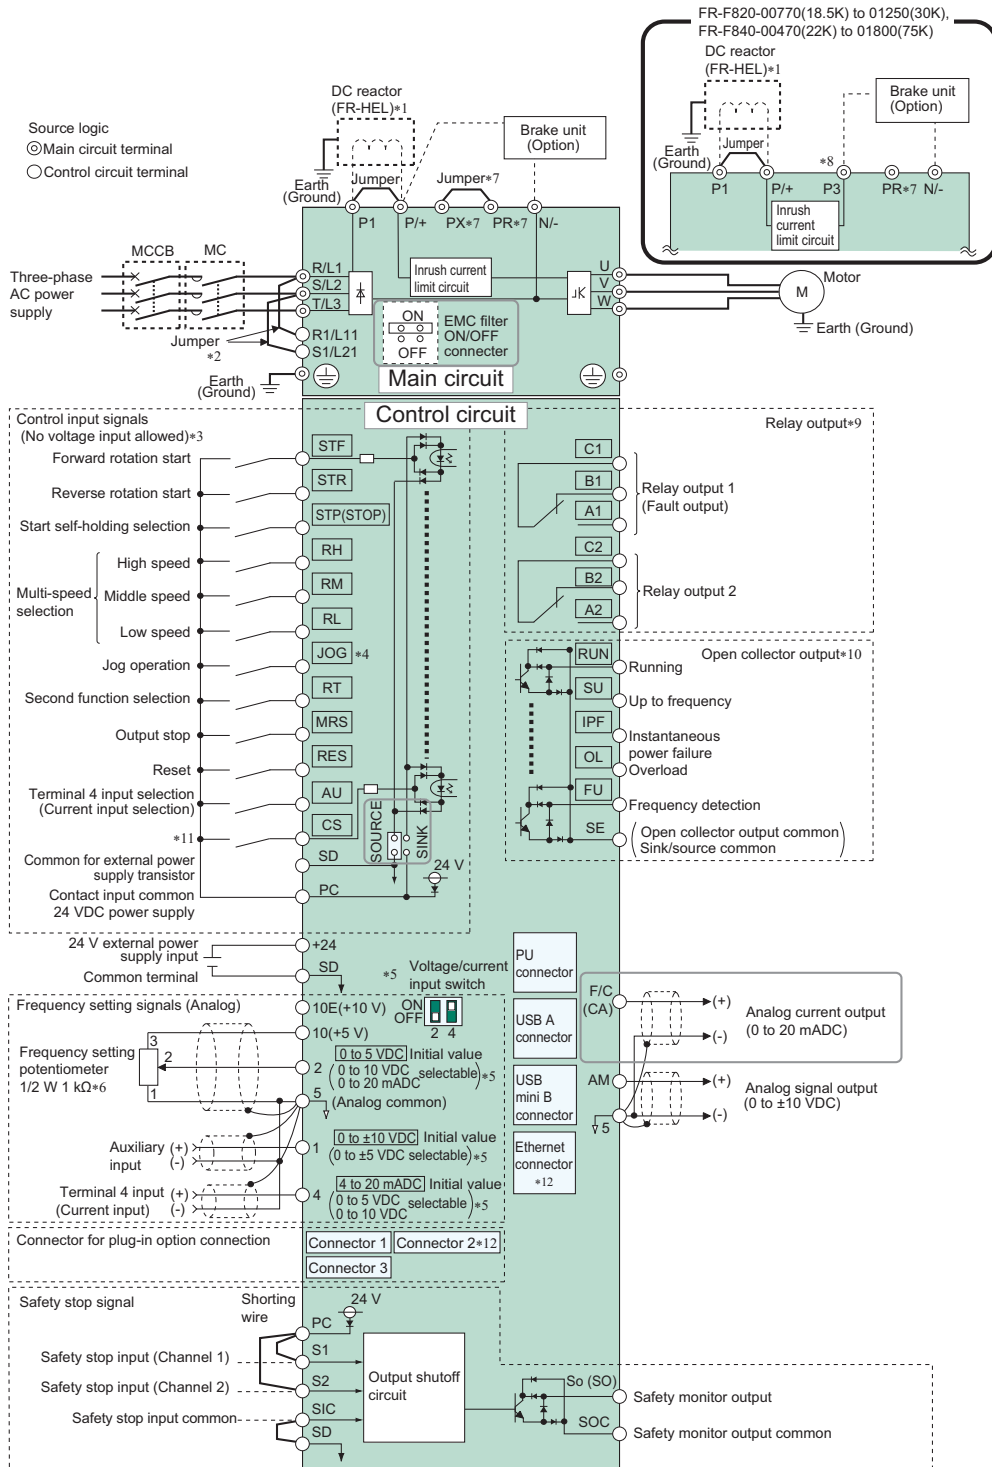 FR-F820-00770(18.5K) to 01250(30K),
FR-F840-00470(22K) to 01800(75K)
DC reactor
(FR-HEL)*1
Brake unit
(Option)
Earth
(Ground)
Jumper
*8
P1
P/+
P3
PR*7
N/-
Inrush
current
limit circuit
Source logic
Main circuit terminal
Control circuit terminal
DC reactor
(FR-HEL)*1
Brake unit
(Option)
Earth
(Ground)
Jumper
Jumper*7
P1
P/+
PX*7
PR*7
N/-
MCCB
MC
Three-phase
AC power
supply
R/L1
S/L2
T/L3
R1/L11
S1/L21
Jumper
*2
Earth
(Ground)
Inrush current
limit circuit
ON
OFF
EMC filter
ON/OFF
connecter
U
V
W
Motor
M
Earth (Ground)
Main circuit
Control circuit
Control input signals
(No voltage input allowed)*3
Forward rotation start
STF
Reverse rotation start
STR
Start self-holding selection
STP(STOP)
Multi-speed
selection
High speed
RH
Middle speed
RM
Low speed
RL
Jog operation
JOG *4
Second function selection
RT
Output stop
MRS
Reset
RES
Terminal 4 input selection
(Current input selection)
AU
*11
CS
SOURCE
SINK
Common for external power
supply transistor
SD
Contact input common
24 VDC power supply
PC
24 V
Relay output*9
C1
B1
A1
Relay output 1
(Fault output)
C2
B2
A2
Relay output 2
Open collector output*10
RUN
Running
SU
Up to frequency
IPF
Instantaneous
power failure
OL
Overload
FU
Frequency detection
SE
Open collector output common
Sink/source common
24 V external power
supply input
+24
Common terminal
SD
*5
Voltage/current
input switch
ON
OFF
2 4
PU
connector
USB A
connector
USB
mini B
connector
Ethernet
connector
*12
Frequency setting signals (Analog)
10E(+10 V)
10(+5 V)
Frequency setting
potentometer
1/2 W 1 kΩ*6
3
2
1
2
0 to 5 VDC Initial value
0 to 10 VDC
0 to 20 mADC
selectable
*5
5
(Analog common)
Auxiliary
input
(+)
(-)
1
0 to ±10 VDC Initial value
(0 to ±5 VDC selectable)*5
Terminal 4 input
(Current input)
(+)
(-)
4
4 to 20 mADC Initial value
0 to 5 VDC
0 to 10 VDC
selectable
*5
F/C
(CA)
(+)
(-)
Analog current output
(0 to 20 mADC)
AM
5
(+)
(-)
Analog signal output
(0 to ±10 VDC)
Connector for plug-in option connection
Connector 1
Connector 2*12
Connector 3
Safety stop signal
Shorting
wire
24 V
PC
Safety stop input (Channel 1)
S1
Safety stop input (Channel 2)
S2
Safety stop input common
SIC
SD
Output shutoff
circuit
So (SO)
Safety monitor output
SOC
Safety monitor output common